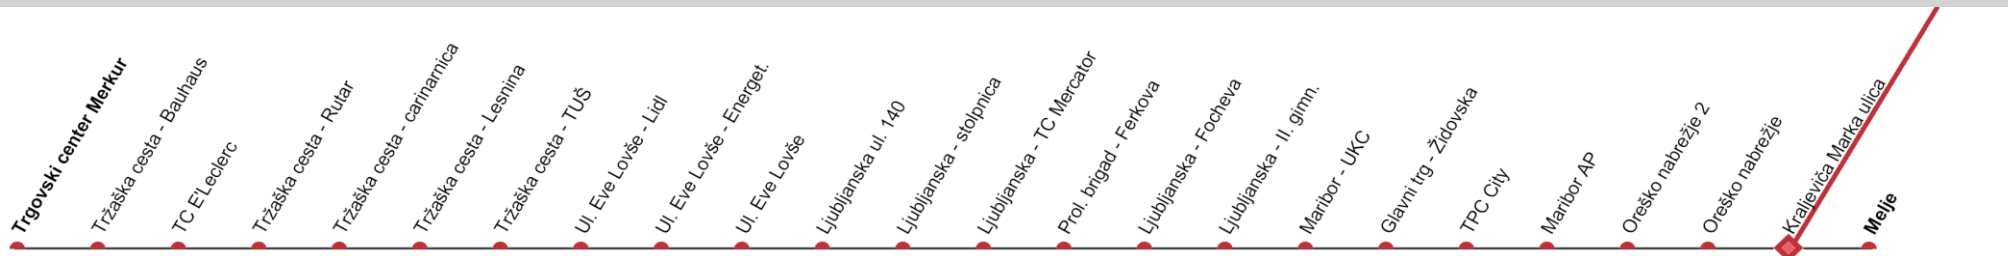 Trgovski center Merkur
Tržaška cesta - Bauhaus
TC E'Leclerc
Tržaška cesta - Rutar
Tržaška cesta - carinarnica
Tržaška cesta - Lesnina
Tržaška cesta - TUŠ
Ul. Eve Lovše - Lidl
Ul. Eve Lovše - Energet.
Ul. Eve Lovše
Ljubljanska ul. 140
Ljubljanska - stolpnica
Ljubljanska - TC Mercator
Prol. brigad - Ferkova
Ljubljanska - Focheva
Ljubljanska - II. gimn.
Maribor - UKC
Glavni trg - Židovska
TPC City
Maribor AP
Oreško nabrežje 2
Oreško nabrežje
Kraljeviča Marka ulica
Melje